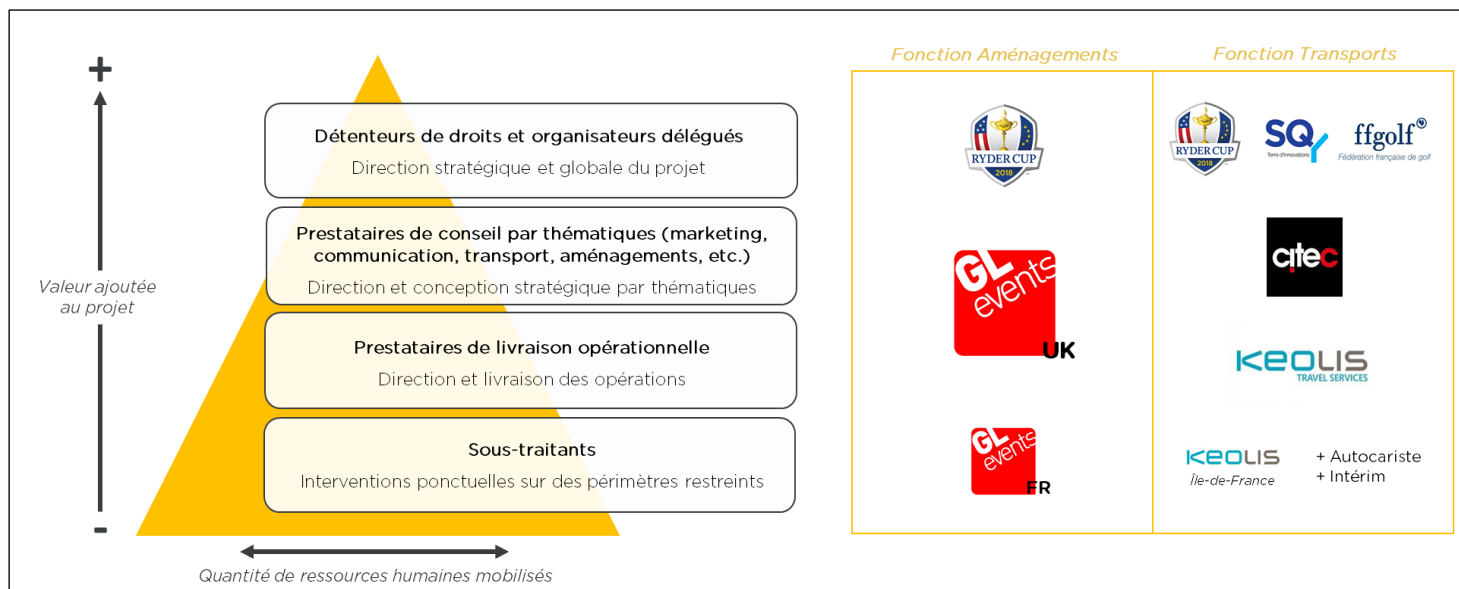 +
Valeur ajoutée
au projet
-
Détenteurs de droits et organisateurs délégués
Direction stratégique et globale du projet
Prestataires de conseil par thématiques (marketing,
communication, transport, aménagements, etc.)
Direction et conception stratégique par thématiques
Prestataires de livraison opérationnelle
Direction et livraison des opérations
Sous-traitants
Interventions ponctuelles sur des périmètres restreints
Quantité de ressources humaines mobilisés
Fonction Aménagements
RYDER CUP
2018
GL
events
UK
GL
events
FR
Fonction Transports
RYDER CUP
2018
SQY
Terre d'innovations
ffgolf
Fédération française de golf
citec
KEOLIS
TRAVEL SERVICES
KEOLIS
Île-de-France
+ Autocariste
+ Intérim